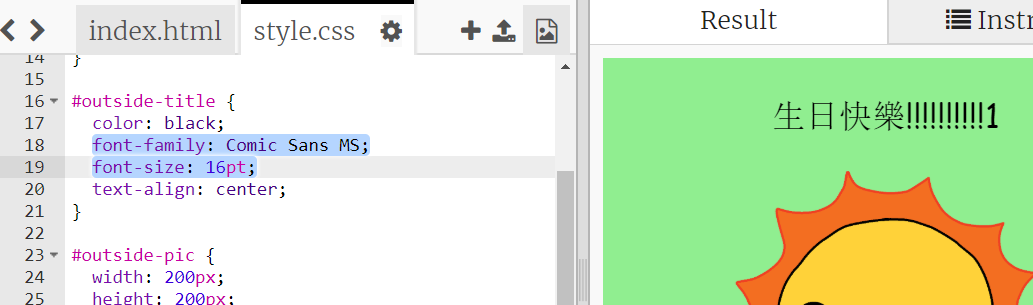 index.html
style.css
14 }
15
16 #outside-title {
17 color: black;
18 font-family: Comic Sans MS;
19 font-size: 16pt;
20 text-align: center;
21 }
22
23 #outside-pic {
24 width: 200px;
25 height: 200px;
Result
Instr
生日快樂!!!!!!!!!!1